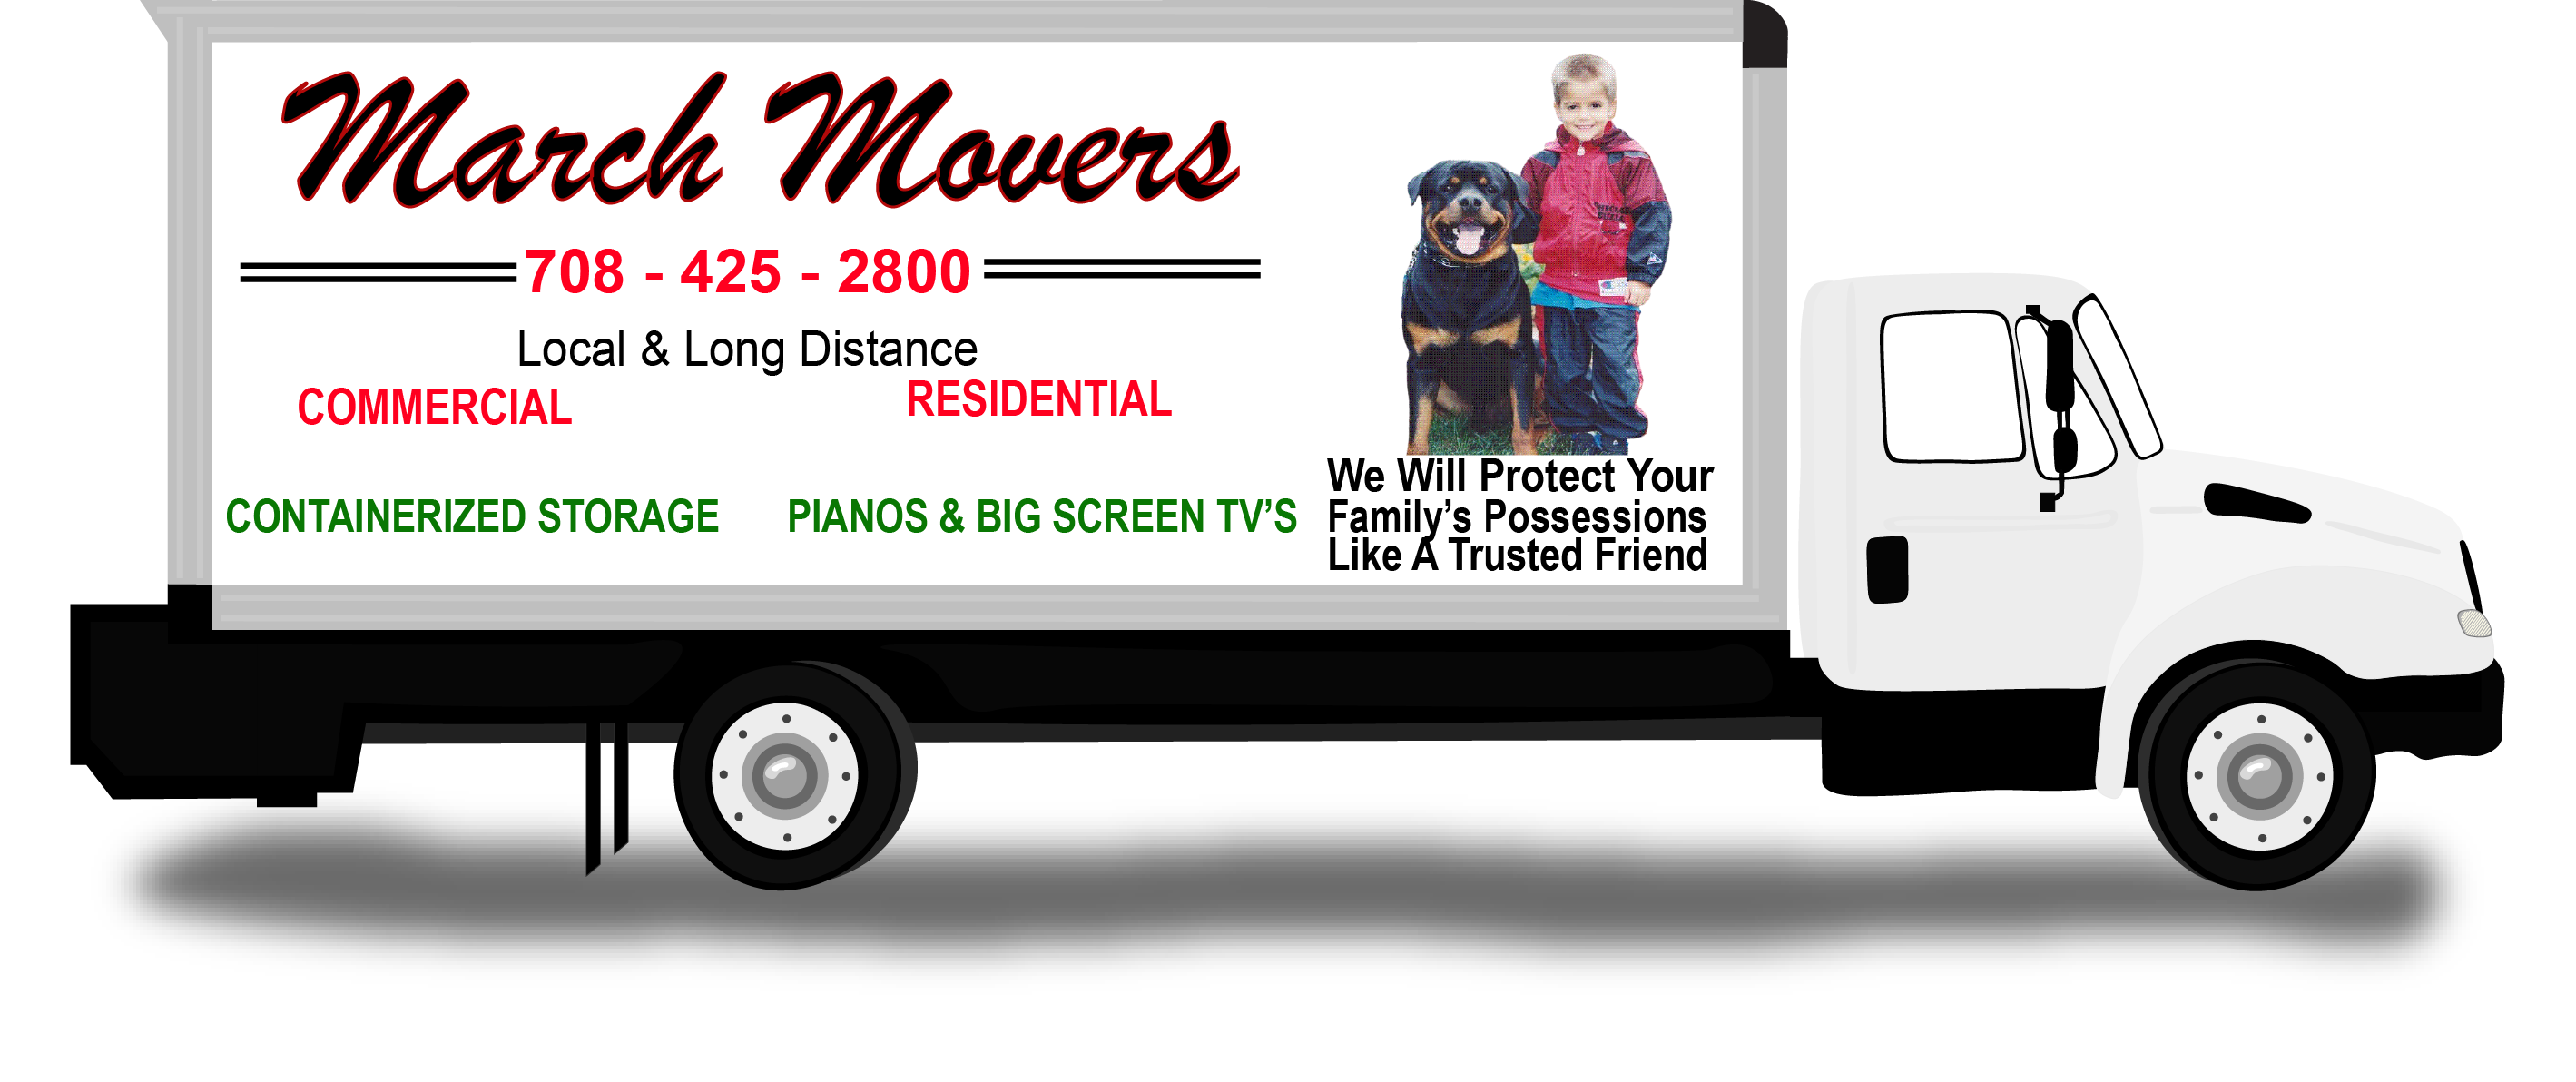 March Movers
708 - 425 - 2800
Local & Long Distance
COMMERCIAL
RESIDENTIAL
CONTAINERIZED STORAGE
PIANOS & BIG SCREEN TV’S
We Will Protect Your
Family’s Possessions
Like A Trusted Friend